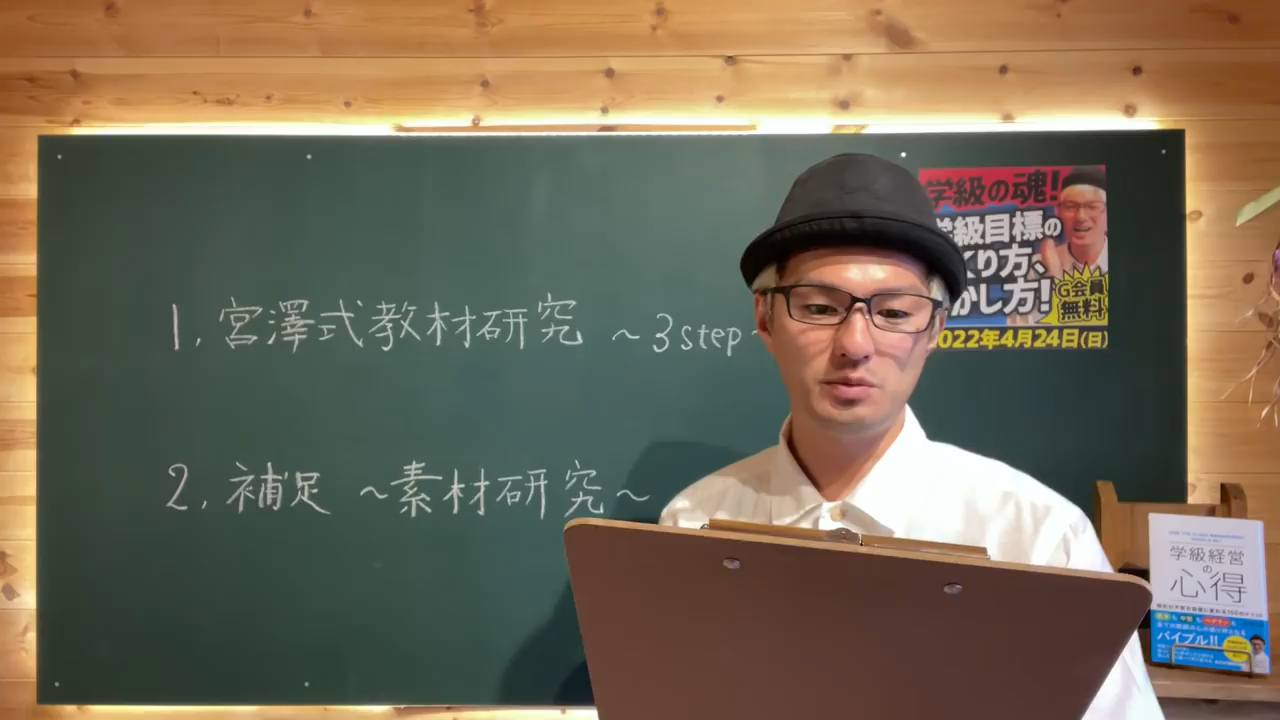 1. 宮澤式教材研究 ～3step
2. 補足 ～素材研究～
学級の魂!
学級目標の
くり方、
かし方!
G会員
無料
2022年4月24日(日)
学級経営
の
心得
バイブル!!